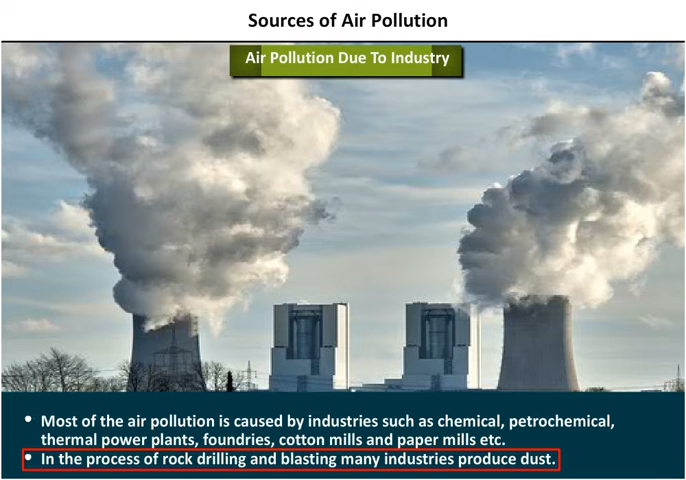 Sources of Air Pollution
Air Pollution Due To Industry
• Most of the air pollution is caused by industries such as chemical, petrochemical,
thermal power plants, foundries, cotton mills and paper mills etc.
• In the process of rock drilling and blasting many industries produce dust.